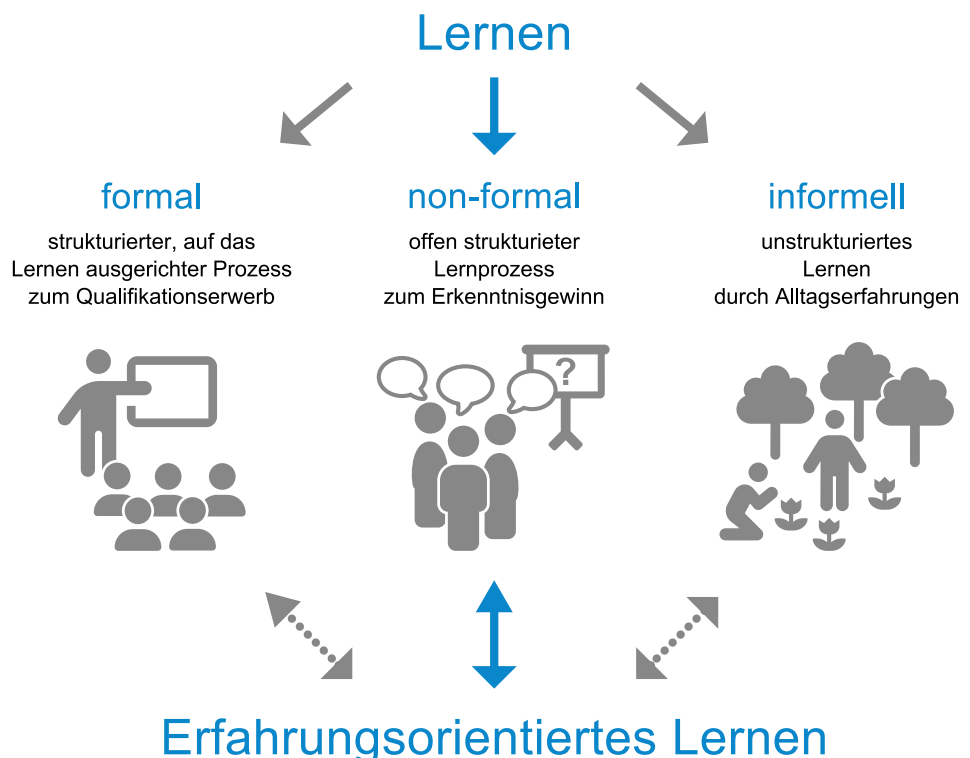 Lernen
formal
strukturierter, auf das
Lernen ausgerichter Prozess
zum Qualifikationserwerb
non-formal
offen strukturieter
Lernprozess
zum Erkenntnisgewinn
informell
unstrukturiertes
Lernen
durch Alltagserfahrungen
?
Erfahrungsorientiertes Lernen